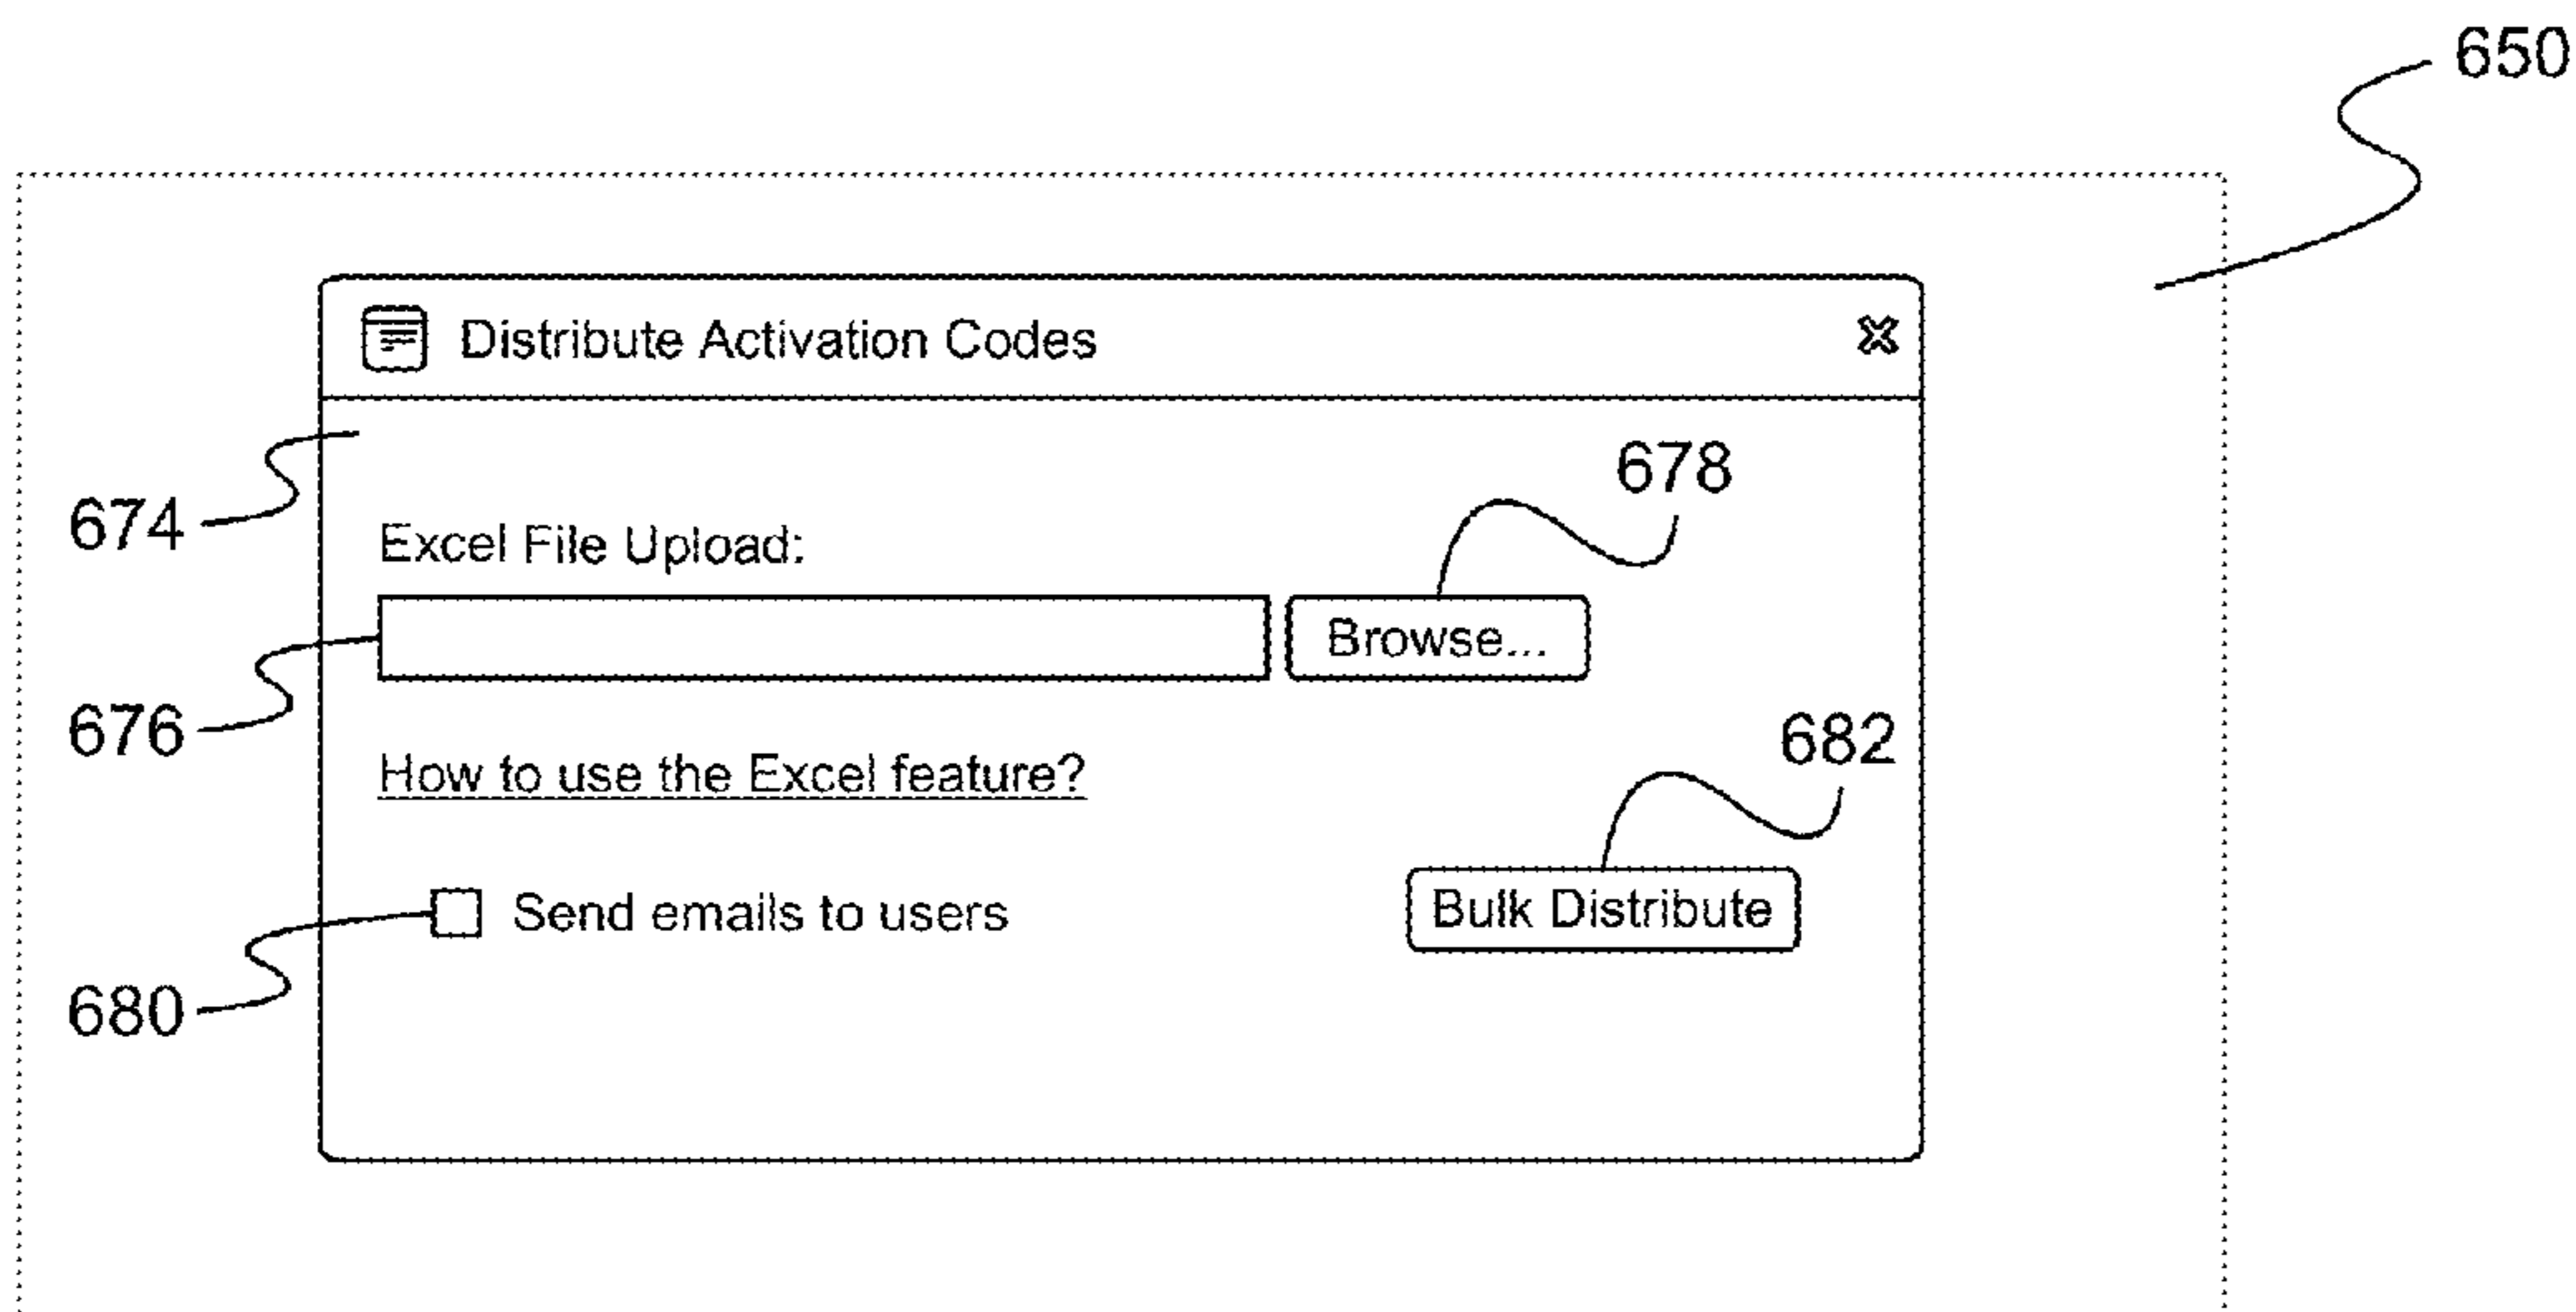 650
Distribute Activation Codes
678
674
Excel File Upload:
Browse...
676
682
How to use the Excel feature?
Send emails to users
Bulk Distribute
680